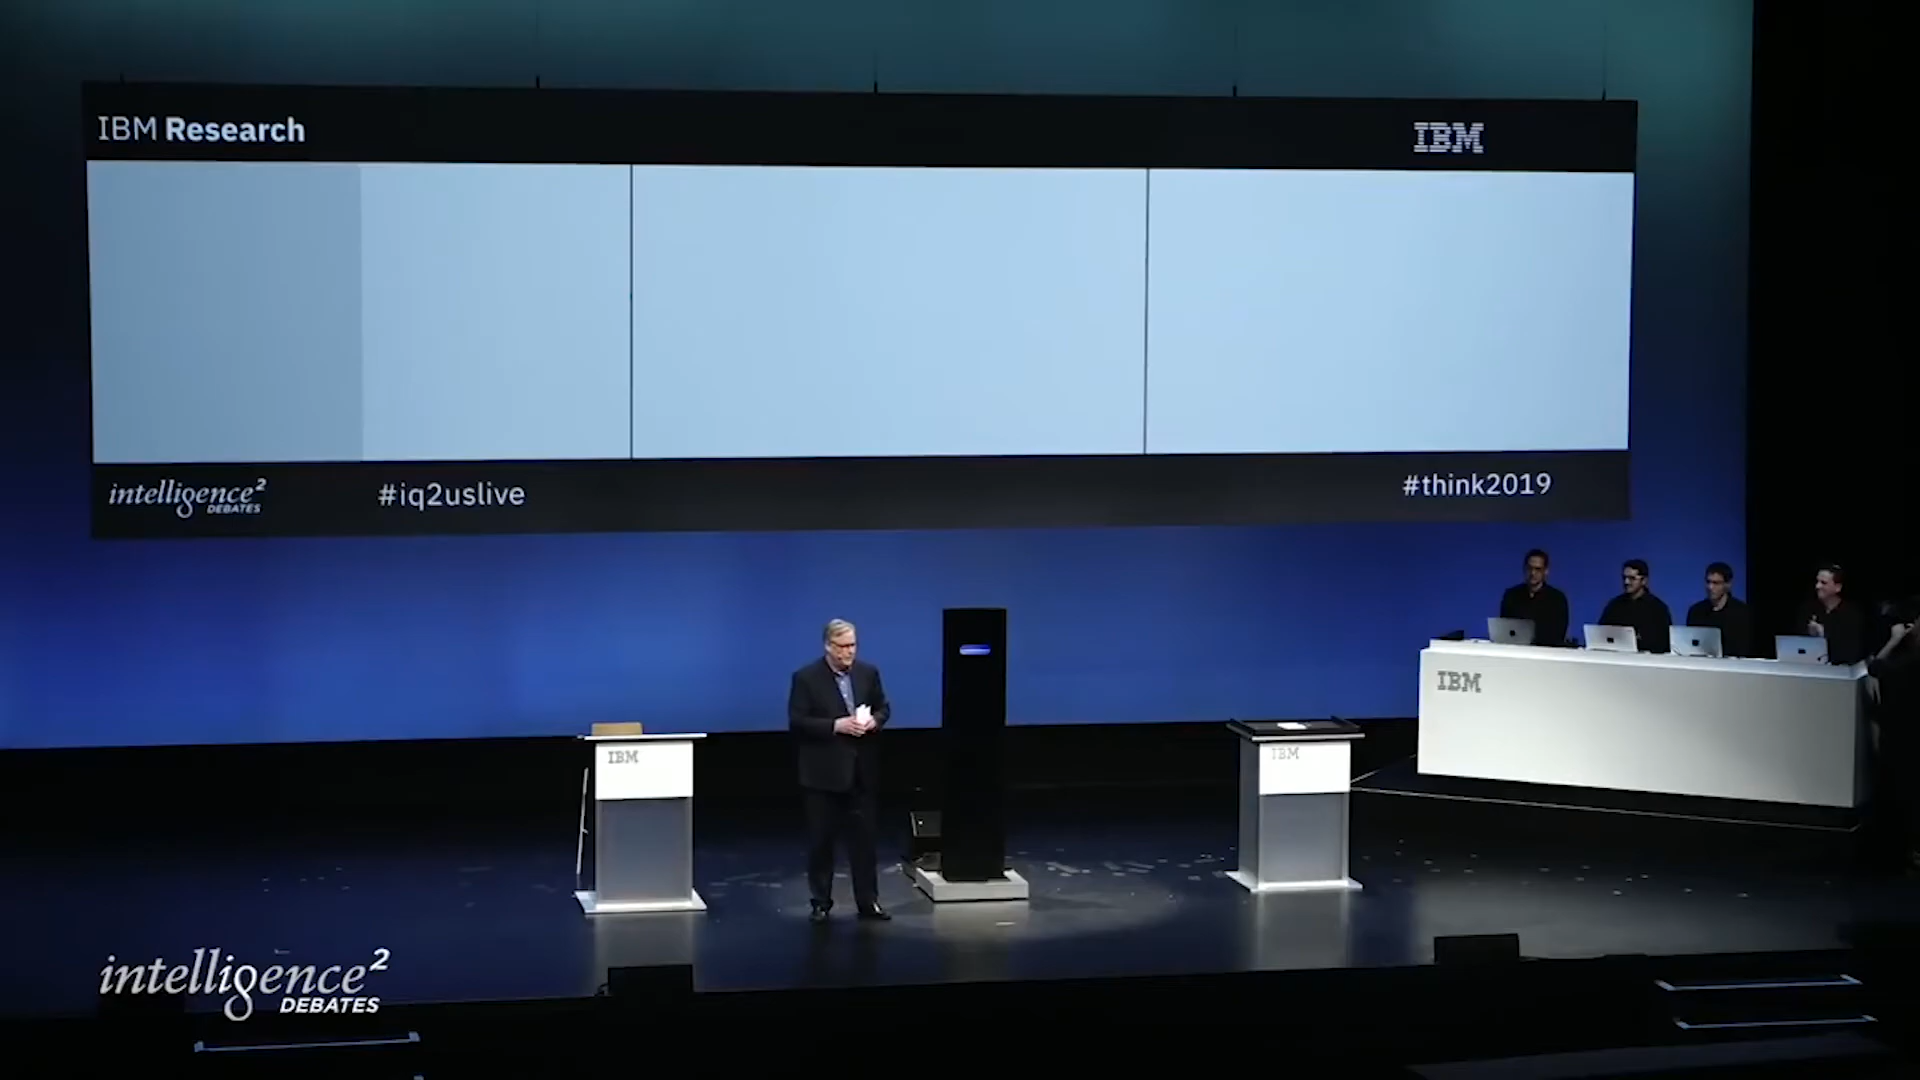 IBM Research
IBM
intelligence²
DEBATES
#iq2uslive
#think2019
IBM
IBM
IBM
intelligence²
DEBATES